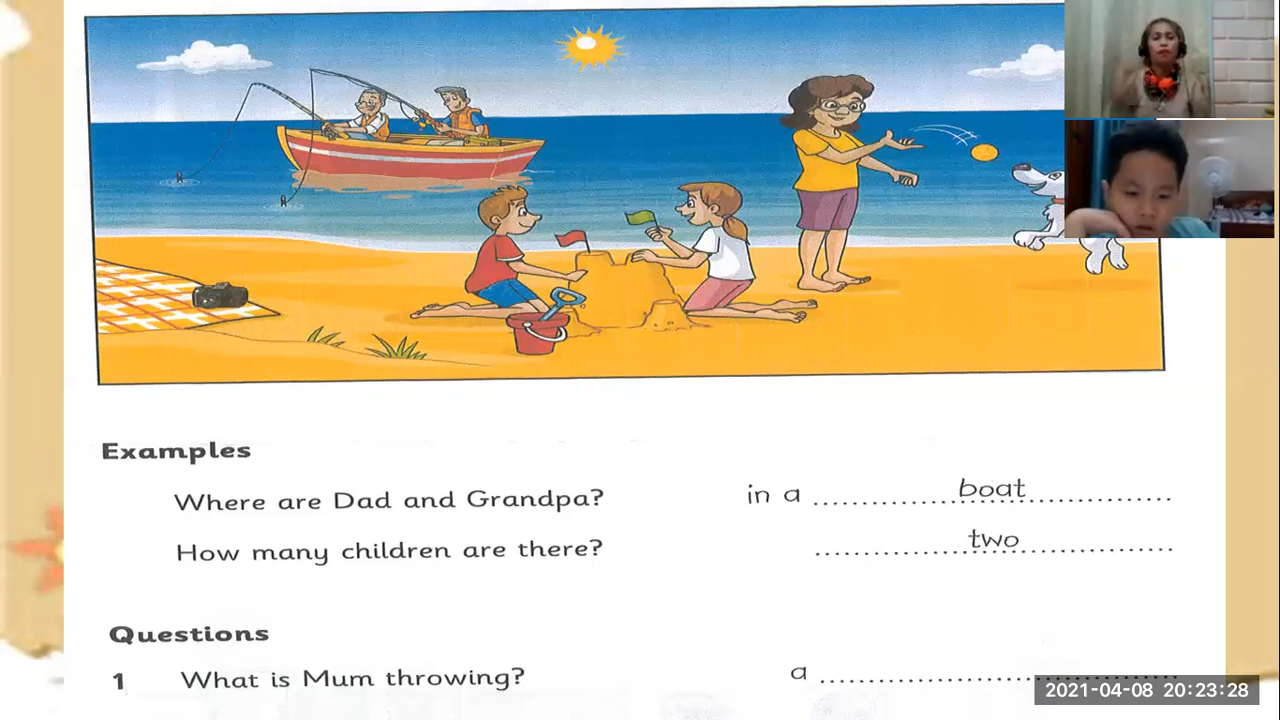 Examples
Where are Dad and Grandpa? in a boat
How many children are there? two
Questions
1 What is Mum throwing? a
2021-04-08 20:23:28